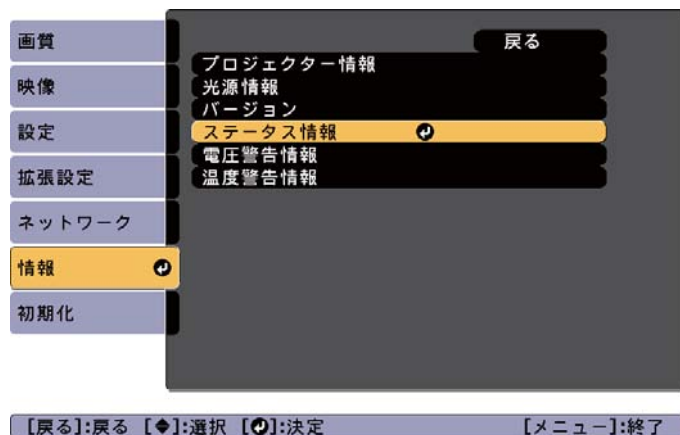 画質
映像
設定
拡張設定
ネットワーク
情報
初期化
戻る
プロジェクター情報
光源情報
バージョン
ステータス情報
電圧警告情報
温度警告情報
[戻る]:戻る [◆]:選択 [⏎]:決定 [メニュー]:終了